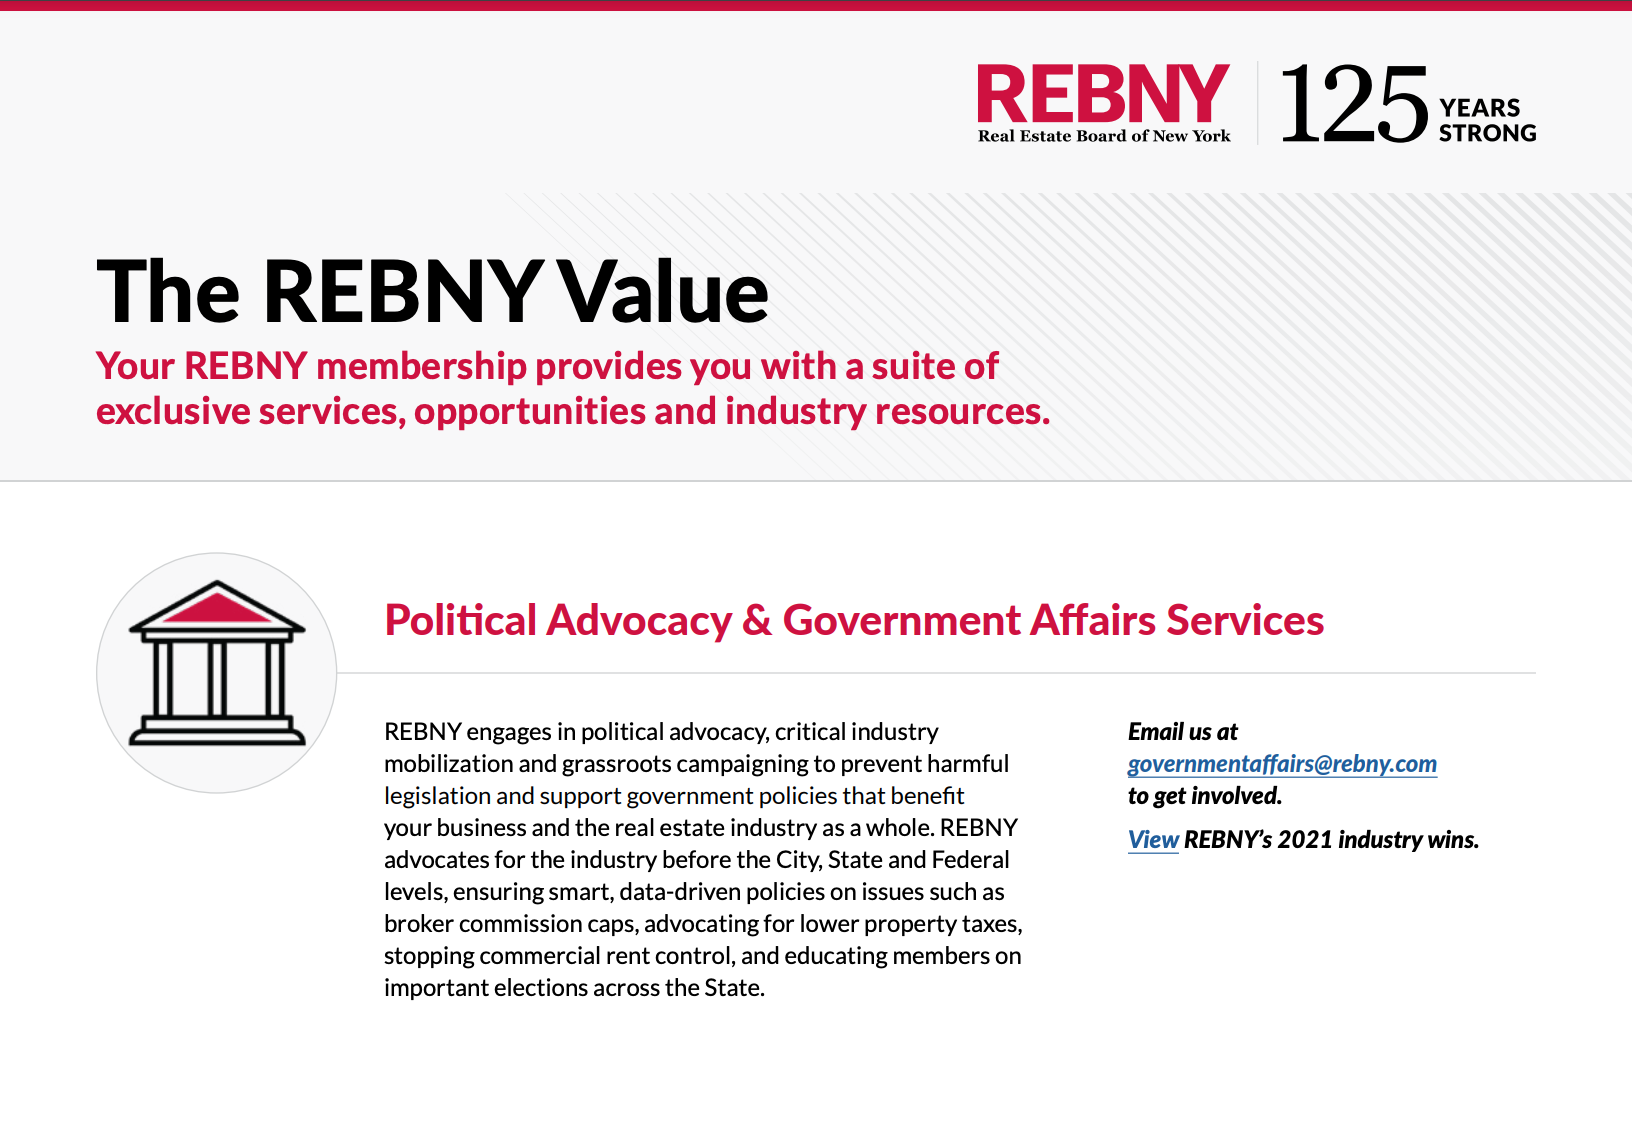 REBNY
Real Estate Board of New York
125 YEARS
STRONG
The REBNY Value
Your REBNY membership provides you with a suite of
exclusive services, opportunities and industry resources.
Political Advocacy & Government Affairs Services
REBNY engages in political advocacy, critical industry
mobilization and grassroots campaigning to prevent harmful
legislation and support government policies that benefit
your business and the real estate industry as a whole. REBNY
advocates for the industry before the City, State and Federal
levels, ensuring smart, data-driven policies on issues such as
broker commission caps, advocating for lower property taxes,
stopping commercial rent control, and educating members on
important elections across the State.
Email us at
governmentaffairs@rebny.com
to get involved.
View REBNY’s 2021 industry wins.